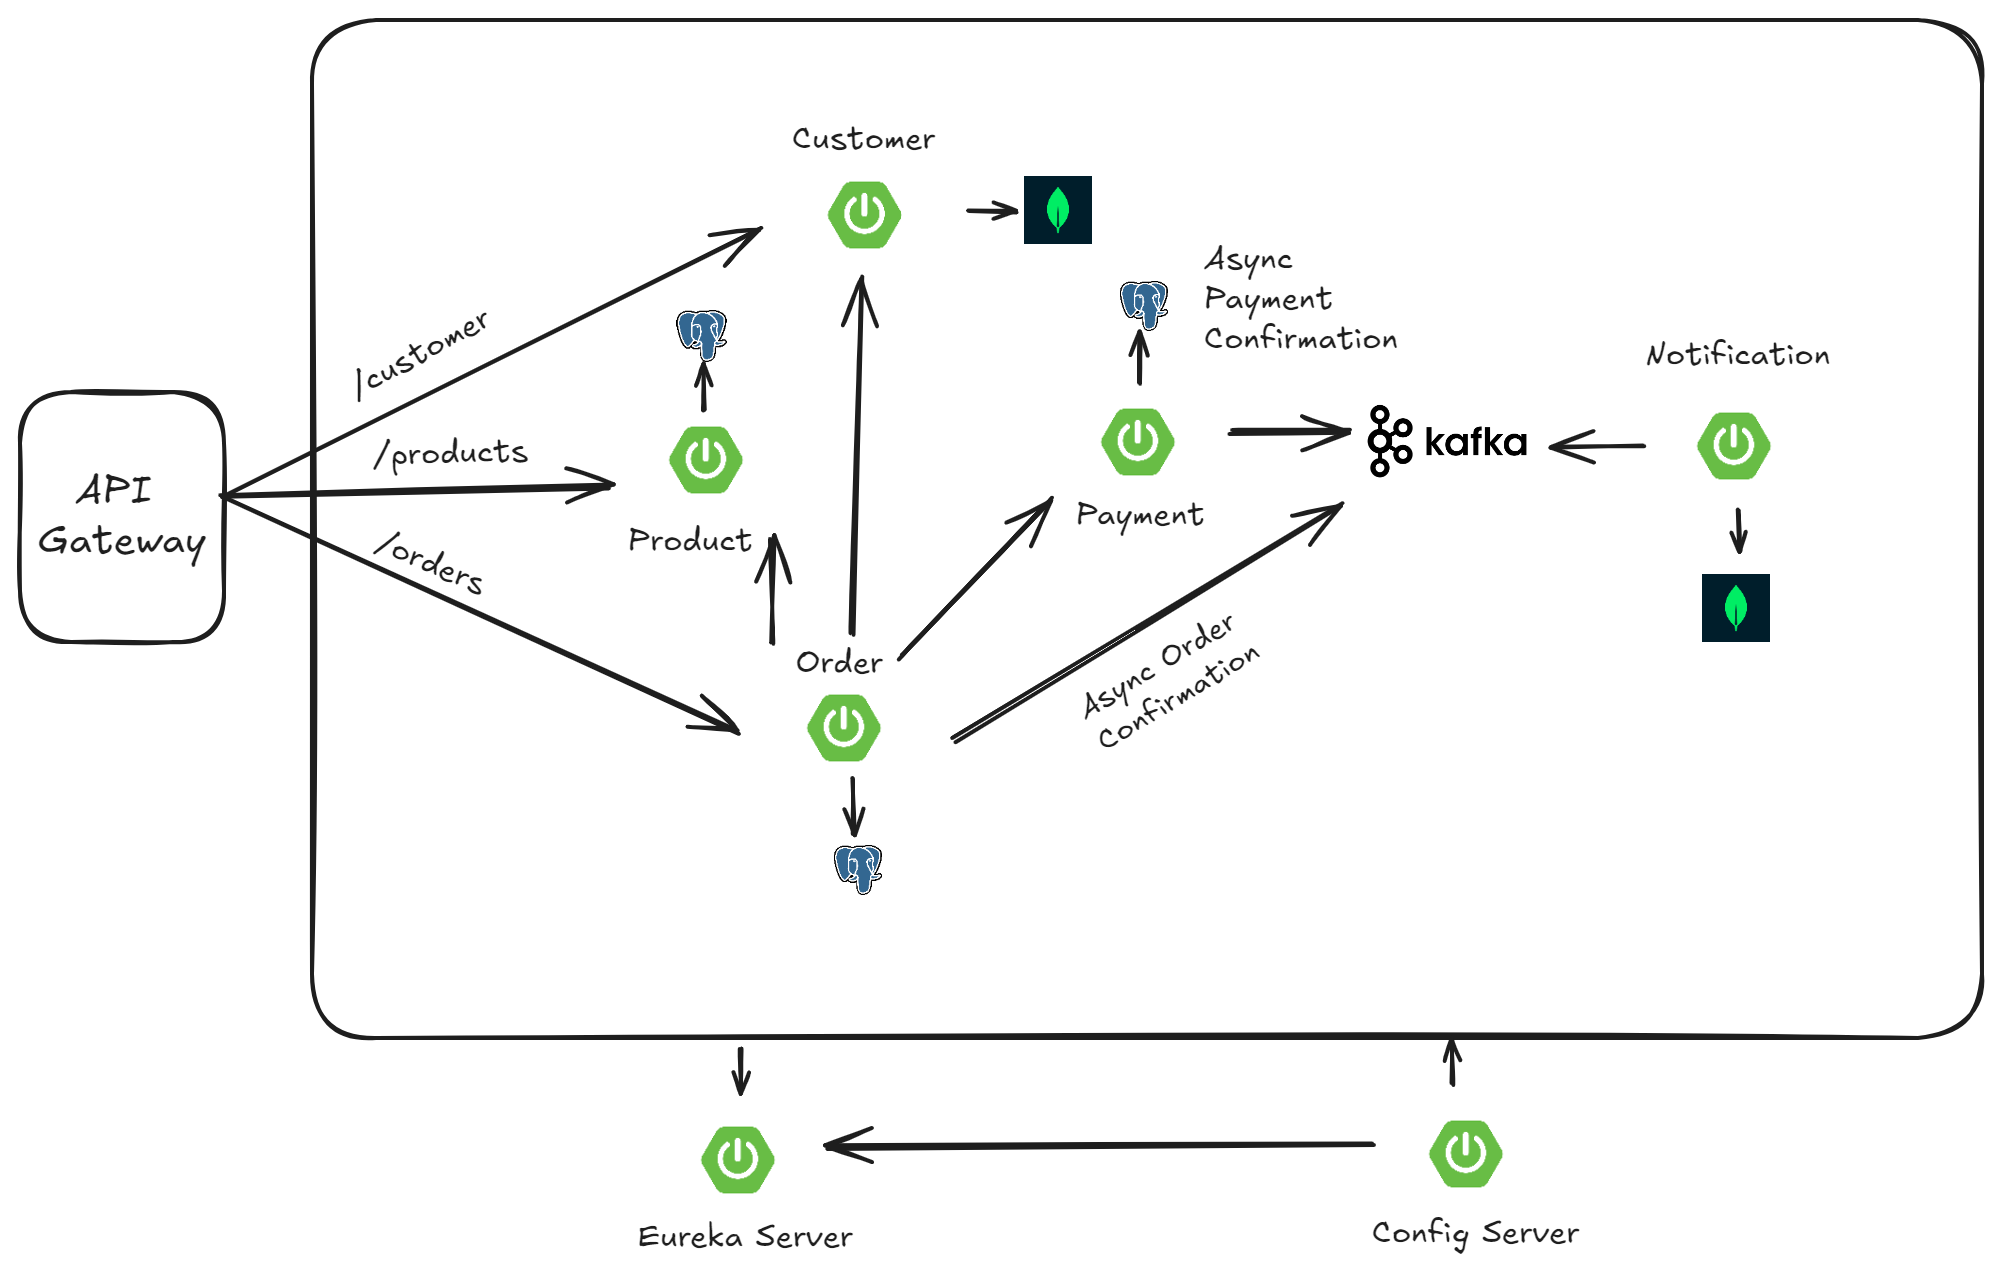 Customer
Async
Payment
Confirmation
/customer
Notification
/products
kafka
API
Gateway
Payment
Product
/orders
Order
Async Order
Confirmation
Eureka Server
Config Server